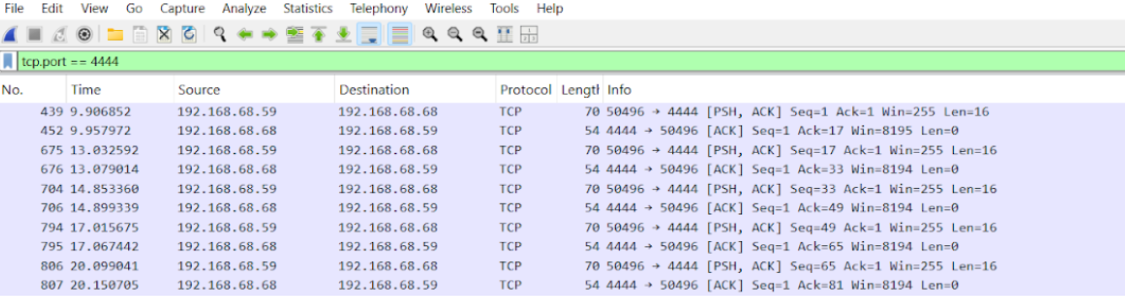 File Edit View Go Capture Analyze Statistics Telephony Wireless Tools Help
tcp.port == 4444
No. Time Source Destination Protocol Length Info
439 9.906852 192.168.68.59 192.168.68.68 TCP 70 50496 → 4444 [PSH, ACK] Seq=1 Ack=1 Win=255 Len=16
452 9.957972 192.168.68.68 192.168.68.59 TCP 54 4444 → 50496 [ACK] Seq=1 Ack=17 Win=8195 Len=0
675 13.032592 192.168.68.59 192.168.68.68 TCP 70 50496 → 4444 [PSH, ACK] Seq=17 Ack=1 Win=255 Len=16
676 13.079014 192.168.68.68 192.168.68.59 TCP 54 4444 → 50496 [ACK] Seq=1 Ack=33 Win=8194 Len=0
704 14.853360 192.168.68.59 192.168.68.68 TCP 70 50496 → 4444 [PSH, ACK] Seq=33 Ack=1 Win=255 Len=16
706 14.899339 192.168.68.68 192.168.68.59 TCP 54 4444 → 50496 [ACK] Seq=1 Ack=49 Win=8194 Len=0
794 17.015675 192.168.68.59 192.168.68.68 TCP 70 50496 → 4444 [PSH, ACK] Seq=49 Ack=1 Win=255 Len=16
795 17.067442 192.168.68.68 192.168.68.59 TCP 54 4444 → 50496 [ACK] Seq=1 Ack=65 Win=8194 Len=0
806 20.099041 192.168.68.59 192.168.68.68 TCP 70 50496 → 4444 [PSH, ACK] Seq=65 Ack=1 Win=255 Len=16
807 20.150705 192.168.68.68 192.168.68.59 TCP 54 4444 → 50496 [ACK] Seq=1 Ack=81 Win=8194 Len=0